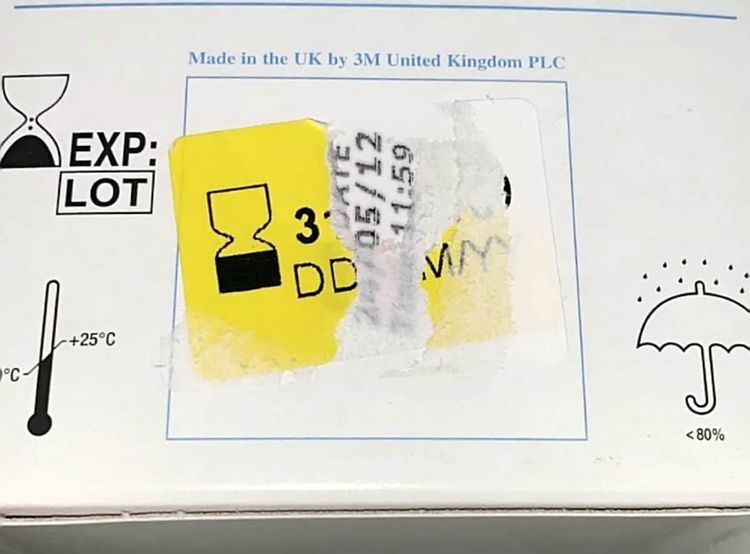 Made in the UK by 3M United Kingdom PLC
EXP:
LOT
/05/12
11:59
DD
+25°C
<80%